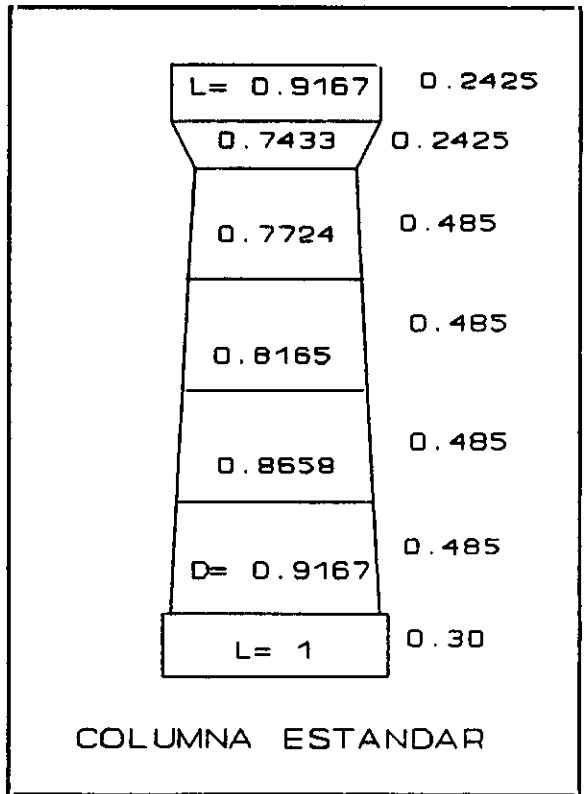 L= 0.9167 0.2425
0.7433 0.2425
0.7724 0.485
0.8165 0.485
0.8658 0.485
D= 0.9167 0.485
L= 1 0.30
COLUMNA ESTANDAR